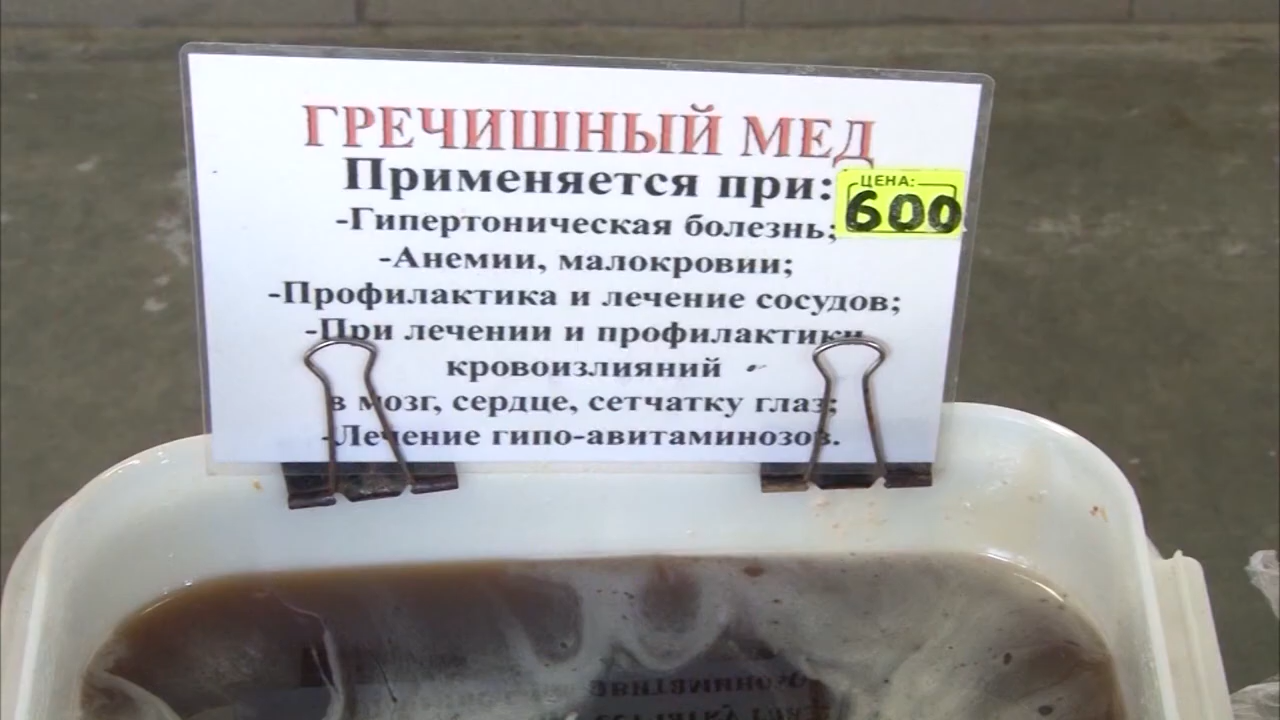 ГРЕЧИШНЫЙ МЕД
Применяется при:
ЦЕНА:
600
-Гипертоническая болезнь;
-Анемии, малокровии;
-Профилактика и лечение сосудов;
-При лечении и профилактики
кровоизлияний
в мозг, сердце, сетчатку глаз;
-Лечение гипо-авитаминозов.